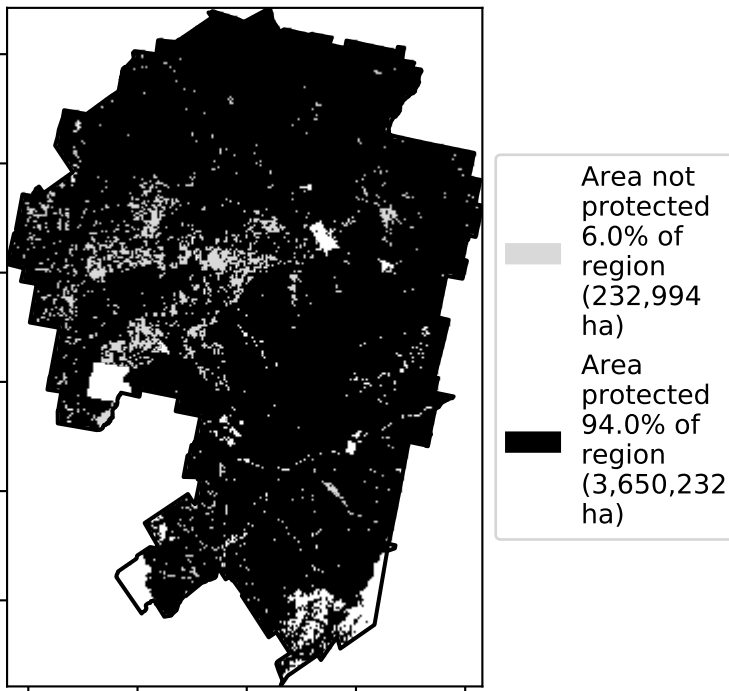 Area not
protected
6.0% of
region
(232,994
ha)
Area
protected
94.0% of
region
(3,650,232
ha)